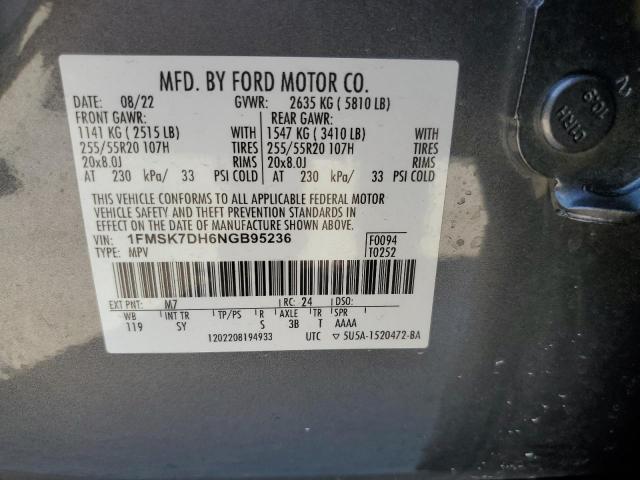 MFD. BY FORD MOTOR CO.
DATE: 08/22 GVWR: 2635 KG ( 5810 LB)
FRONT GAWR: REAR GAWR:
1141 KG ( 2515 LB) WITH 1547 KG ( 3410 LB) WITH
255/55R20 107H TIRES 255/55R20 107H TIRES
20x8.0J RIMS 20x8.0J RIMS
AT 230 kPa/ 33 PSI COLD AT 230 kPa/ 33 PSI COLD
THIS VEHICLE CONFORMS TO ALL APPLICABLE FEDERAL MOTOR
VEHICLE SAFETY AND THEFT PREVENTION STANDARDS IN
EFFECT ON THE DATE OF MANUFACTURE SHOWN ABOVE.
VIN: 1FMSK7DH6NGB95236 F0094
TYPE: MPV T0252
EXT PNT: M7 RC: 24 DSO:
WB INT TR TP/PS R AXLE TR SPR
119 SY S 3B T AAAA
1202208194933 UTC ▽ 5U5A-1520472-BA
10.9